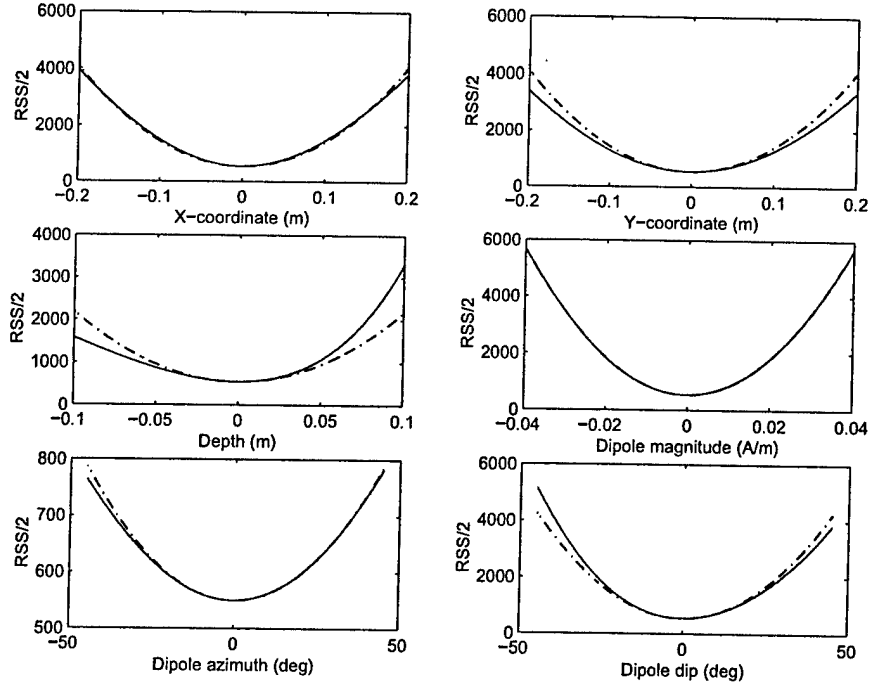 6000
4000
2000
0
RSS/2
−0.2 −0.1 0 0.1 0.2
X−coordinate (m)
6000
4000
2000
0
RSS/2
−0.2 −0.1 0 0.1 0.2
Y−coordinate (m)
4000
3000
2000
1000
0
RSS/2
−0.1 −0.05 0 0.05 0.1
Depth (m)
6000
4000
2000
0
RSS/2
−0.04 −0.02 0 0.02 0.04
Dipole magnitude (A/m)
800
700
600
500
RSS/2
−50 0 50
Dipole azimuth (deg)
6000
4000
2000
0
RSS/2
−50 0 50
Dipole dip (deg)